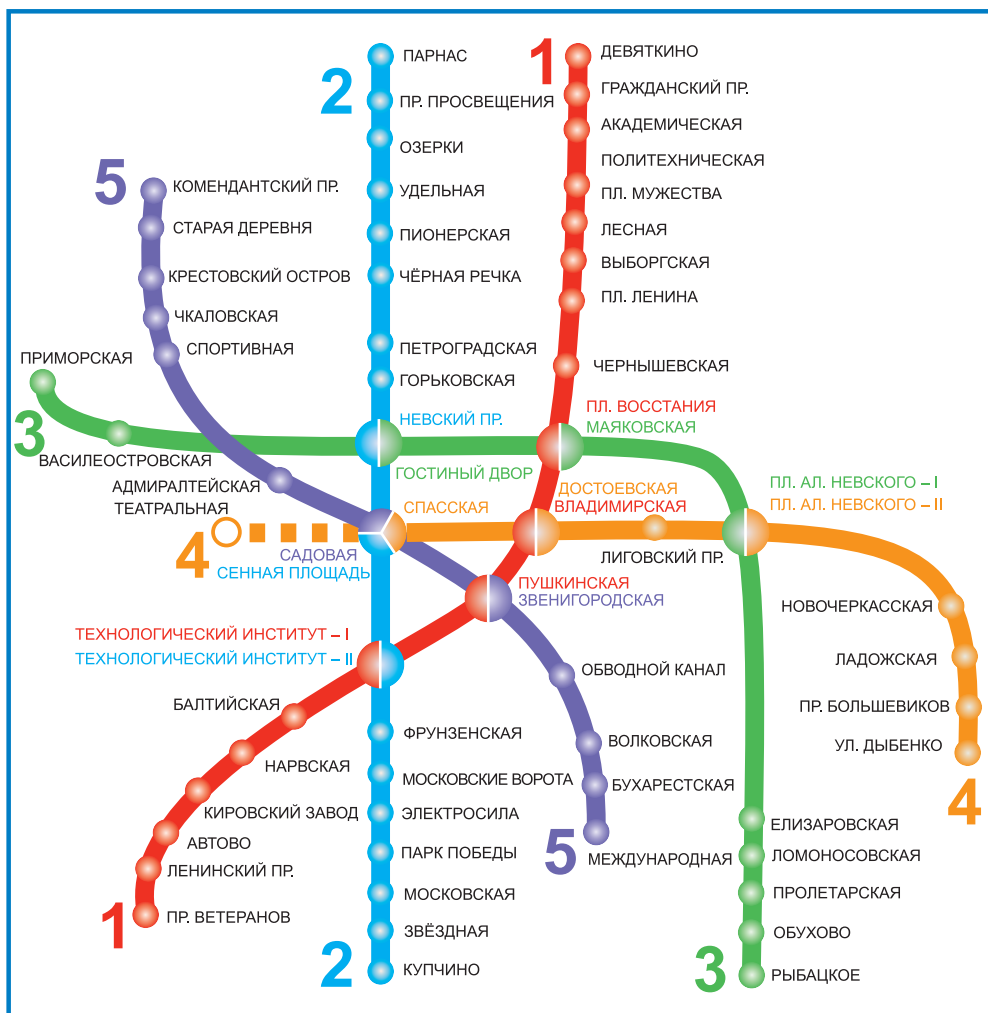 2
ПАРНАС
ПР. ПРОСВЕЩЕНИЯ
ОЗЕРКИ
УДЕЛЬНАЯ
ПИОНЕРСКАЯ
ЧЁРНАЯ РЕЧКА
ПЕТРОГРАДСКАЯ
ГОРЬКОВСКАЯ
НЕВСКИЙ ПР.
ГОСТИНЫЙ ДВОР
1
ДЕВЯТКИНО
ГРАЖДАНСКИЙ ПР.
АКАДЕМИЧЕСКАЯ
ПОЛИТЕХНИЧЕСКАЯ
ПЛ. МУЖЕСТВА
ЛЕСНАЯ
ВЫБОРГСКАЯ
ПЛ. ЛЕНИНА
ЧЕРНЫШЕВСКАЯ
ПЛ. ВОССТАНИЯ
МАЯКОВСКАЯ
5
КОМЕНДАНТСКИЙ ПР.
СТАРАЯ ДЕРЕВНЯ
КРЕСТОВСКИЙ ОСТРОВ
ЧКАЛОВСКАЯ
СПОРТИВНАЯ
ПРИМОРСКАЯ
3
ВАСИЛЕОСТРОВСКАЯ
АДМИРАЛТЕЙСКАЯ
ТЕАТРАЛЬНАЯ
4
СПАССКАЯ
САДОВАЯ
СЕННАЯ ПЛОЩАДЬ
ДОСТОЕВСКАЯ
ВЛАДИМИРСКАЯ
ЛИГОВСКИЙ ПР.
ПЛ. АЛ. НЕВСКОГО – I
ПЛ. АЛ. НЕВСКОГО – II
ПУШКИНСКАЯ
ЗВЕНИГОРОДСКАЯ
НОВОЧЕРКАССКАЯ
ЛАДОЖСКАЯ
ПР. БОЛЬШЕВИКОВ
УЛ. ДЫБЕНКО
4
ТЕХНОЛОГИЧЕСКИЙ ИНСТИТУТ – I
ТЕХНОЛОГИЧЕСКИЙ ИНСТИТУТ – II
БАЛТИЙСКАЯ
НАРВСКАЯ
КИРОВСКИЙ ЗАВОД
АВТОВО
ЛЕНИНСКИЙ ПР.
ПР. ВЕТЕРАНОВ
1
ФРУНЗЕНСКАЯ
МОСКОВСКИЕ ВОРОТА
ЭЛЕКТРОСИЛА
ПАРК ПОБЕДЫ
МОСКОВСКАЯ
ЗВЁЗДНАЯ
КУПЧИНО
2
ОБВОДНОЙ КАНАЛ
ВОЛКОВСКАЯ
БУХАРЕСТСКАЯ
МЕЖДУНАРОДНАЯ
5
ЕЛИЗАРОВСКАЯ
ЛОМОНОСОВСКАЯ
ПРОЛЕТАРСКАЯ
ОБУХОВО
РЫБАЦКОЕ
3